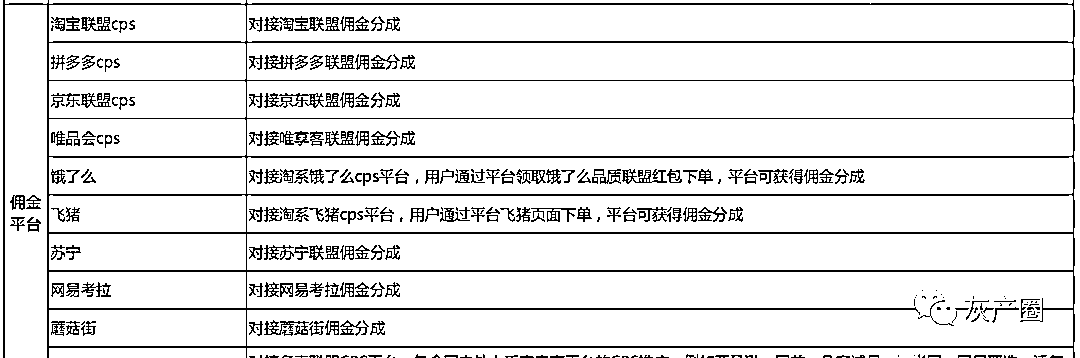 淘宝联盟cps 对接淘宝联盟佣金分成
拼多多cps 对接拼多多联盟佣金分成
京东联盟cps 对接京东联盟佣金分成
唯品会cps 对接唯享客联盟佣金分成
饿了么 对接淘系饿了么cps平台，用户通过平台领取饿了么品质联盟红包下单，平台可获得佣金分成
佣金
平台
飞猪 对接淘系飞猪cps平台，用户通过平台飞猪页面下单，平台可获得佣金分成
苏宁 对接苏宁联盟佣金分成
网易考拉 对接网易考拉佣金分成
蘑菇街 对接蘑菇街佣金分成
灰产圈